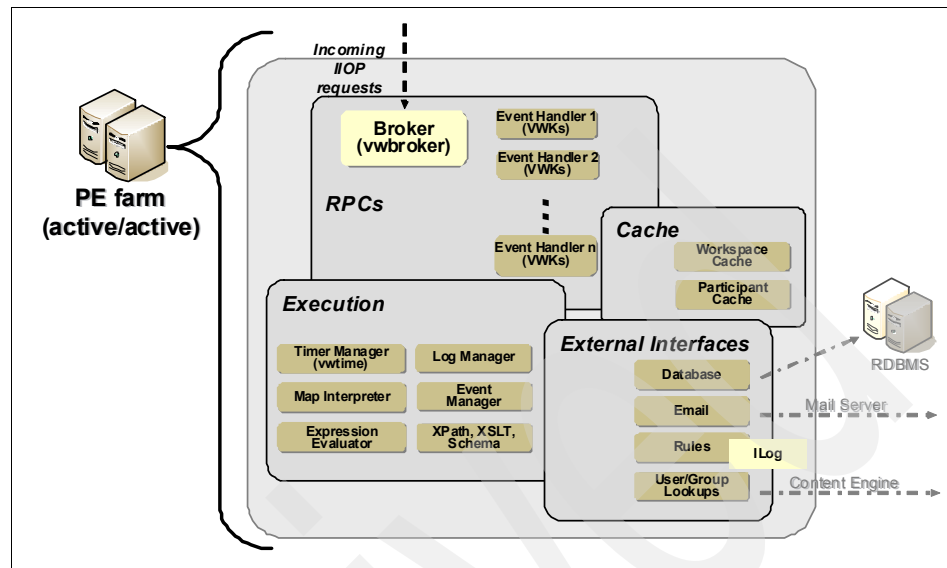 Incoming
IIOP
requests
Broker
(vwbroker)
Event Handler 1
(VWKs)
Event Handler 2
(VWKs)
RPCs
Event Handler n
(VWKs)
PE farm
(active/active)
Cache
Workspace
Cache
Participant
Cache
Execution
Timer Manager
(vwtime)
Log Manager
Map Interpreter
Event
Manager
Expression
Evaluator
XPath, XSLT,
Schema
External Interfaces
Database
Email
Rules
ILog
User/Group
Lookups
RDBMS
Mail Server
Content Engine